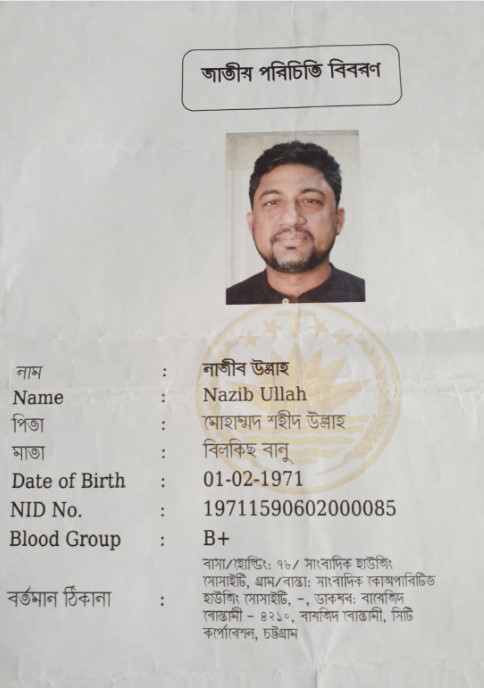 জাতীয় পরিচিতি বিবরণ
নাম : নাজীব উল্লাহ
Name : Nazib Ullah
পিতা : মোহাম্মদ শহীদ উল্লাহ
মাতা : বিলকিছ বানু
Date of Birth : 01-02-1971
NID No. : 19711590602000085
Blood Group : B+
বর্তমান ঠিকানা : বাসা/হোল্ডিং: ৭৮/ সাংবাদিক হাউজিং
সোসাইটি, গ্রাম/রাস্তা: সাংবাদিক কোঅপারিটিভ
হাউজিং সোসাইটি, -, ডাকঘর: বায়েজিদ
বোস্তামী - ৪২১০, বায়জিদ বোস্তামী, সিটি
কর্পোরেশন, চট্টগ্রাম